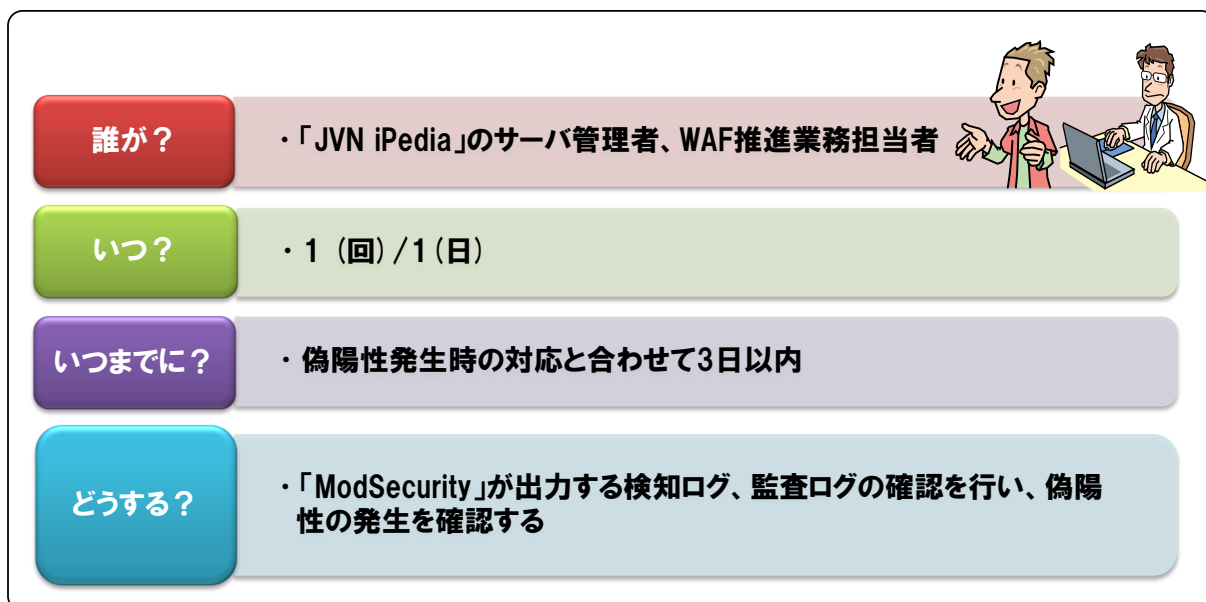 誰が？
・「JVN iPedia」のサーバ管理者、WAF推進業務担当者
いつ？
・１（回）/１（日）
いつまでに？
・偽陽性発生時の対応と合わせて3日以内
どうする？
・「ModSecurity」が出力する検知ログ、監査ログの確認を行い、偽陽
性の発生を確認する